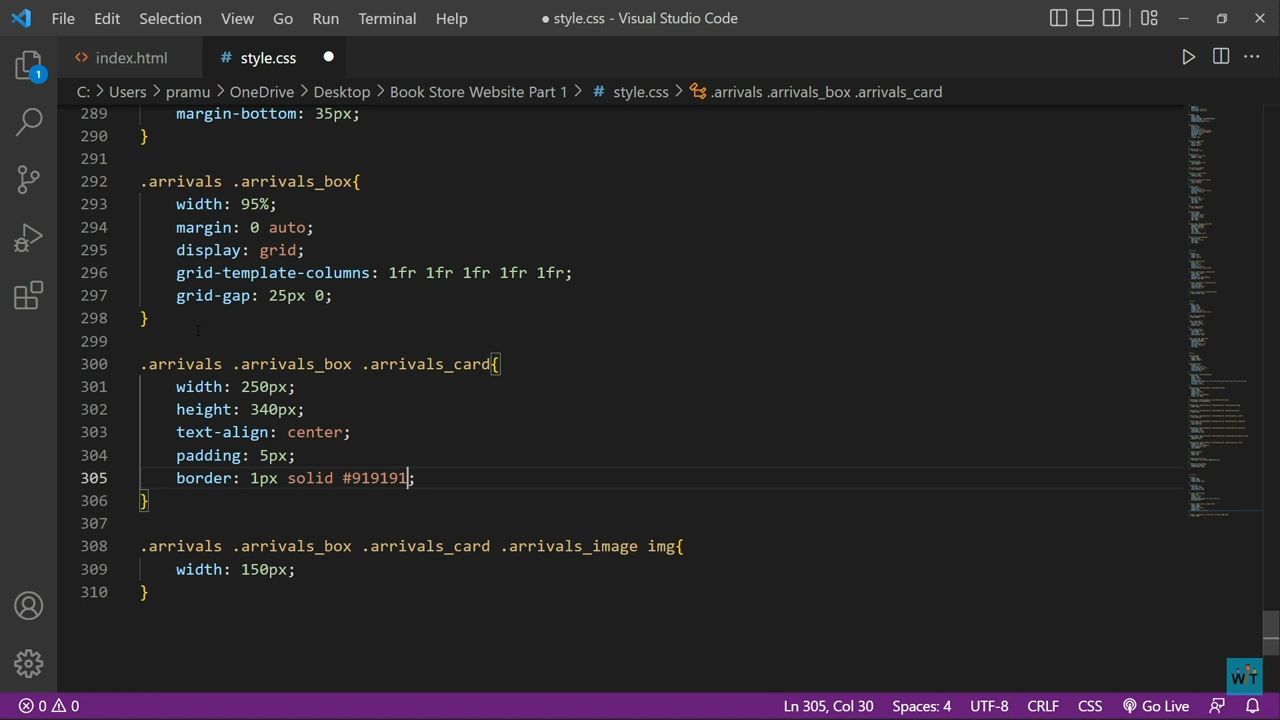 File Edit Selection View Go Run Terminal Help ● style.css - Visual Studio Code
index.html # style.css
C: > Users > pramu > OneDrive > Desktop > Book Store Website Part 1 > # style.css > .arrivals .arrivals_box .arrivals_card
289 margin-bottom: 35px;
290 }
291
292 .arrivals .arrivals_box{
293 width: 95%;
294 margin: 0 auto;
295 display: grid;
296 grid-template-columns: 1fr 1fr 1fr 1fr 1fr;
297 grid-gap: 25px 0;
298 }
299
300 .arrivals .arrivals_box .arrivals_card{
301 width: 250px;
302 height: 340px;
303 text-align: center;
304 padding: 5px;
305 border: 1px solid #919191;
306 }
307
308 .arrivals .arrivals_box .arrivals_card .arrivals_image img{
309 width: 150px;
310 }
1
WT
0 0 Ln 305, Col 30 Spaces: 4 UTF-8 CRLF CSS Go Live